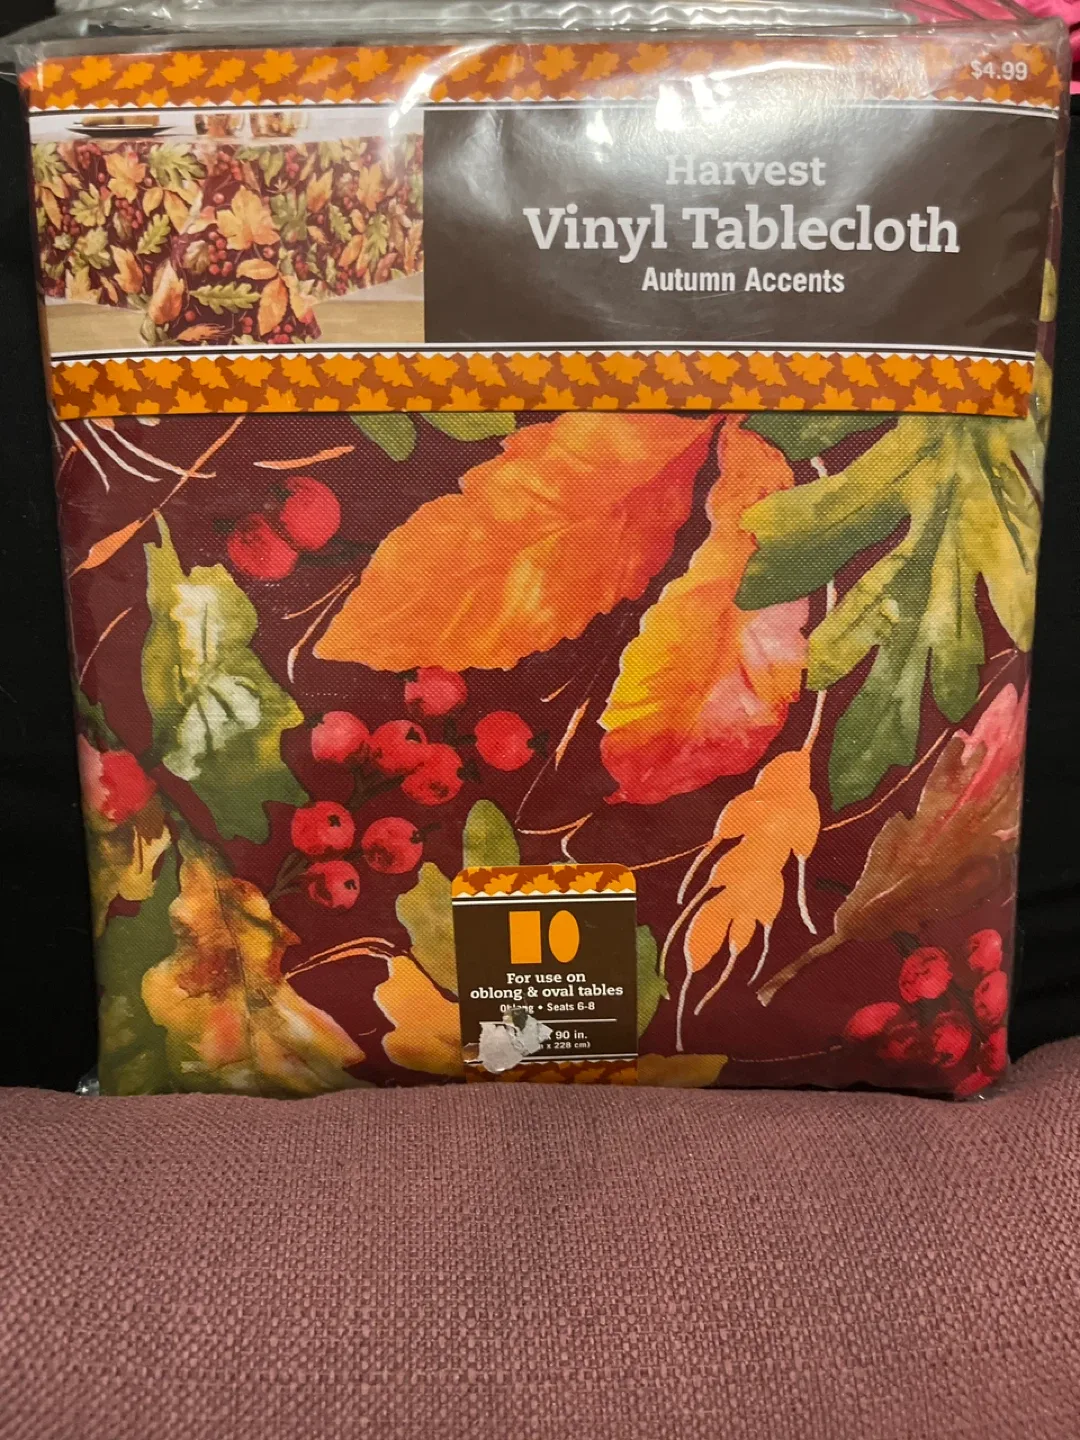 $4.99
Harvest
Vinyl Tablecloth
Autumn Accents
For use on
oblong & oval tables
Oblong • Seats 6-8
x 90 in.
x 228 cm)